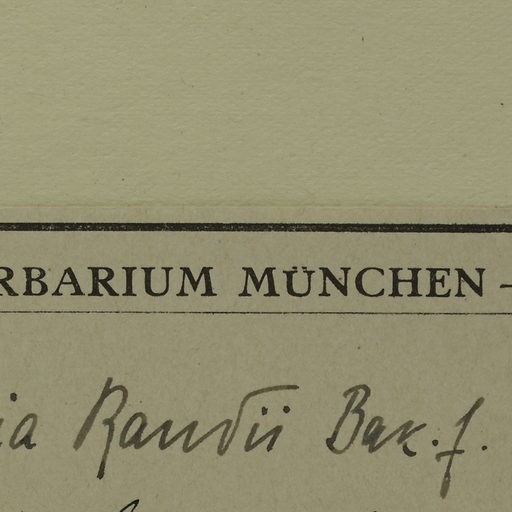 RBARIUM MÜNCHEN –
ia Randii Bak. f.